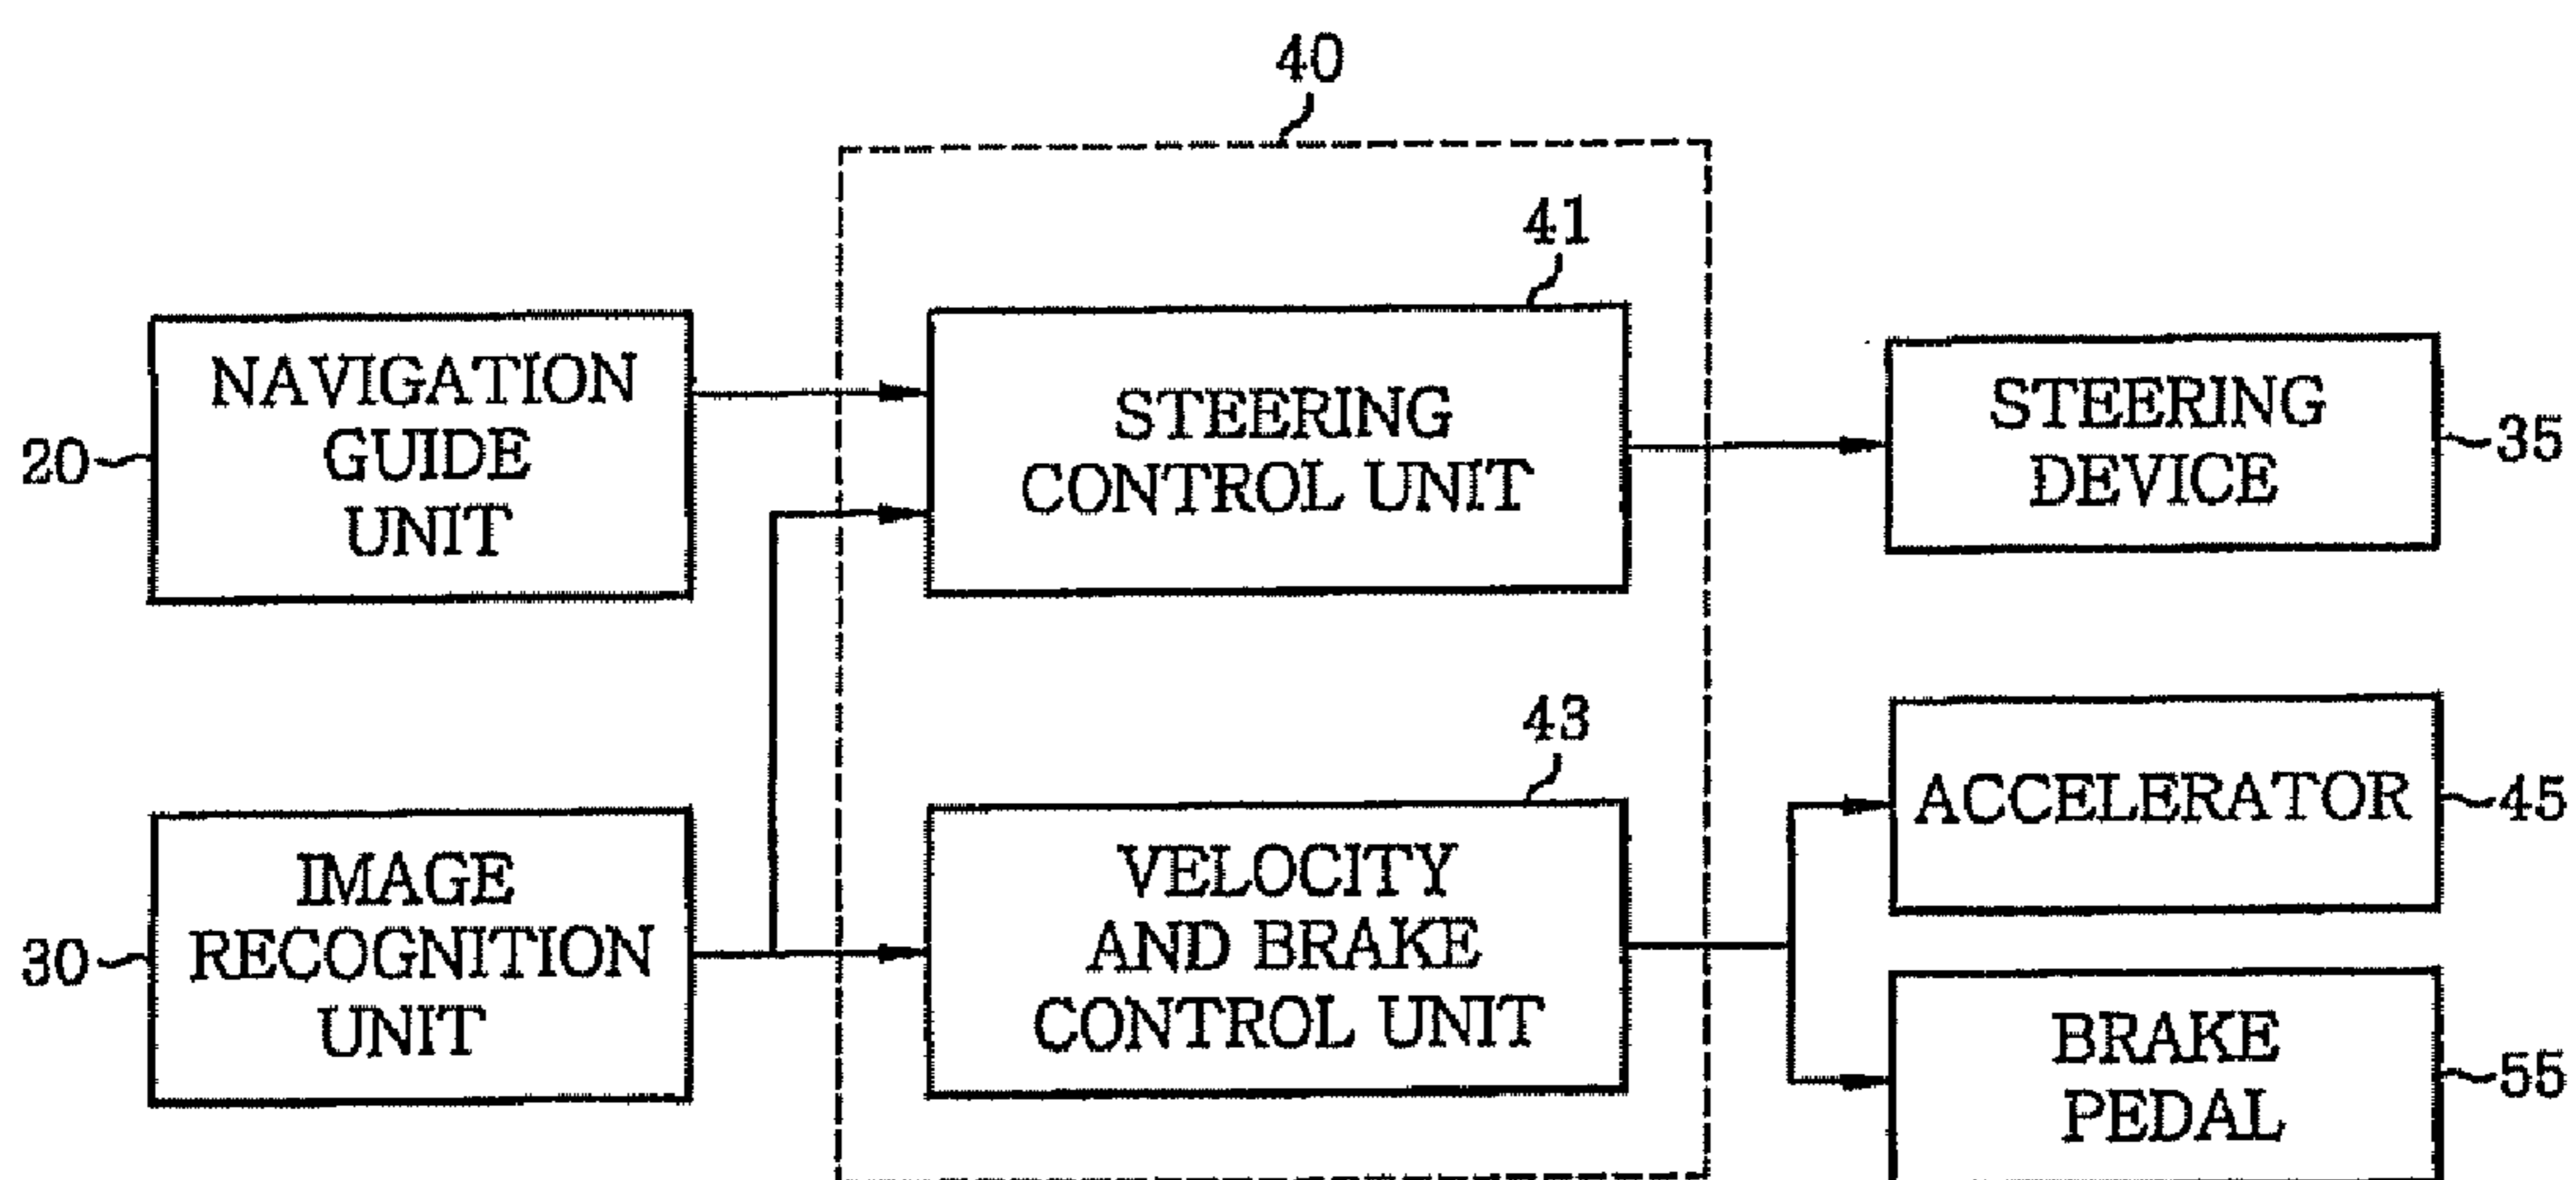 40
41
NAVIGATION
GUIDE
UNIT
20
STEERING
CONTROL UNIT
STEERING
DEVICE
35
43
IMAGE
RECOGNITION
UNIT
30
VELOCITY
AND BRAKE
CONTROL UNIT
ACCELERATOR
45
BRAKE
PEDAL
55